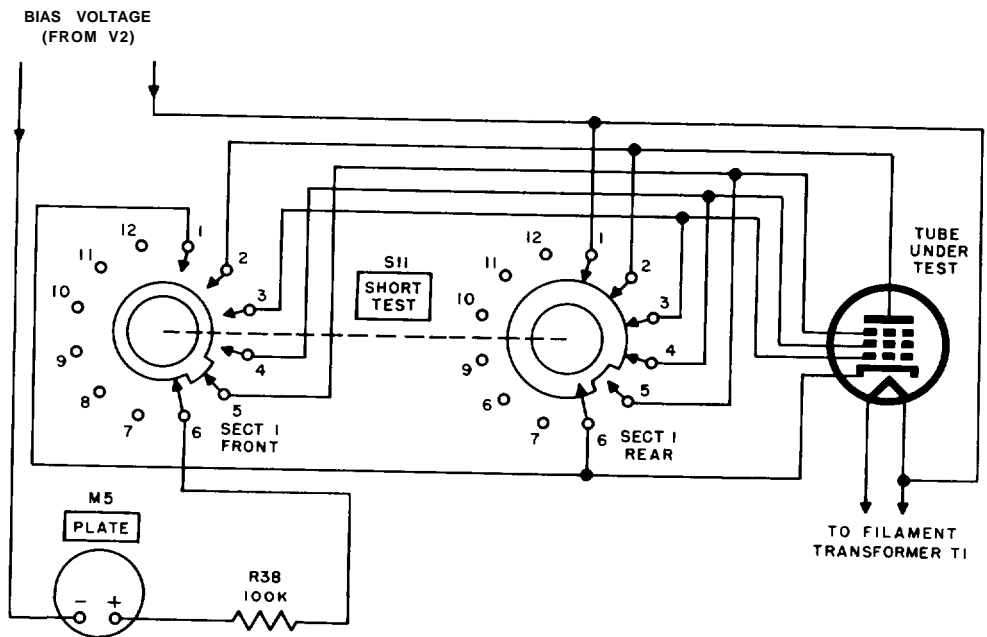 BIAS VOLTAGE
(FROM V2)
12
1
2
11
3
10
4
9
5
8
6
7
SECT 1
FRONT
S11
SHORT
TEST
12
1
2
11
3
10
4
9
5
6
6
7
SECT 1
REAR
TUBE
UNDER
TEST
TO FILAMENT
TRANSFORMER T1
M5
PLATE
- +
R38
100K